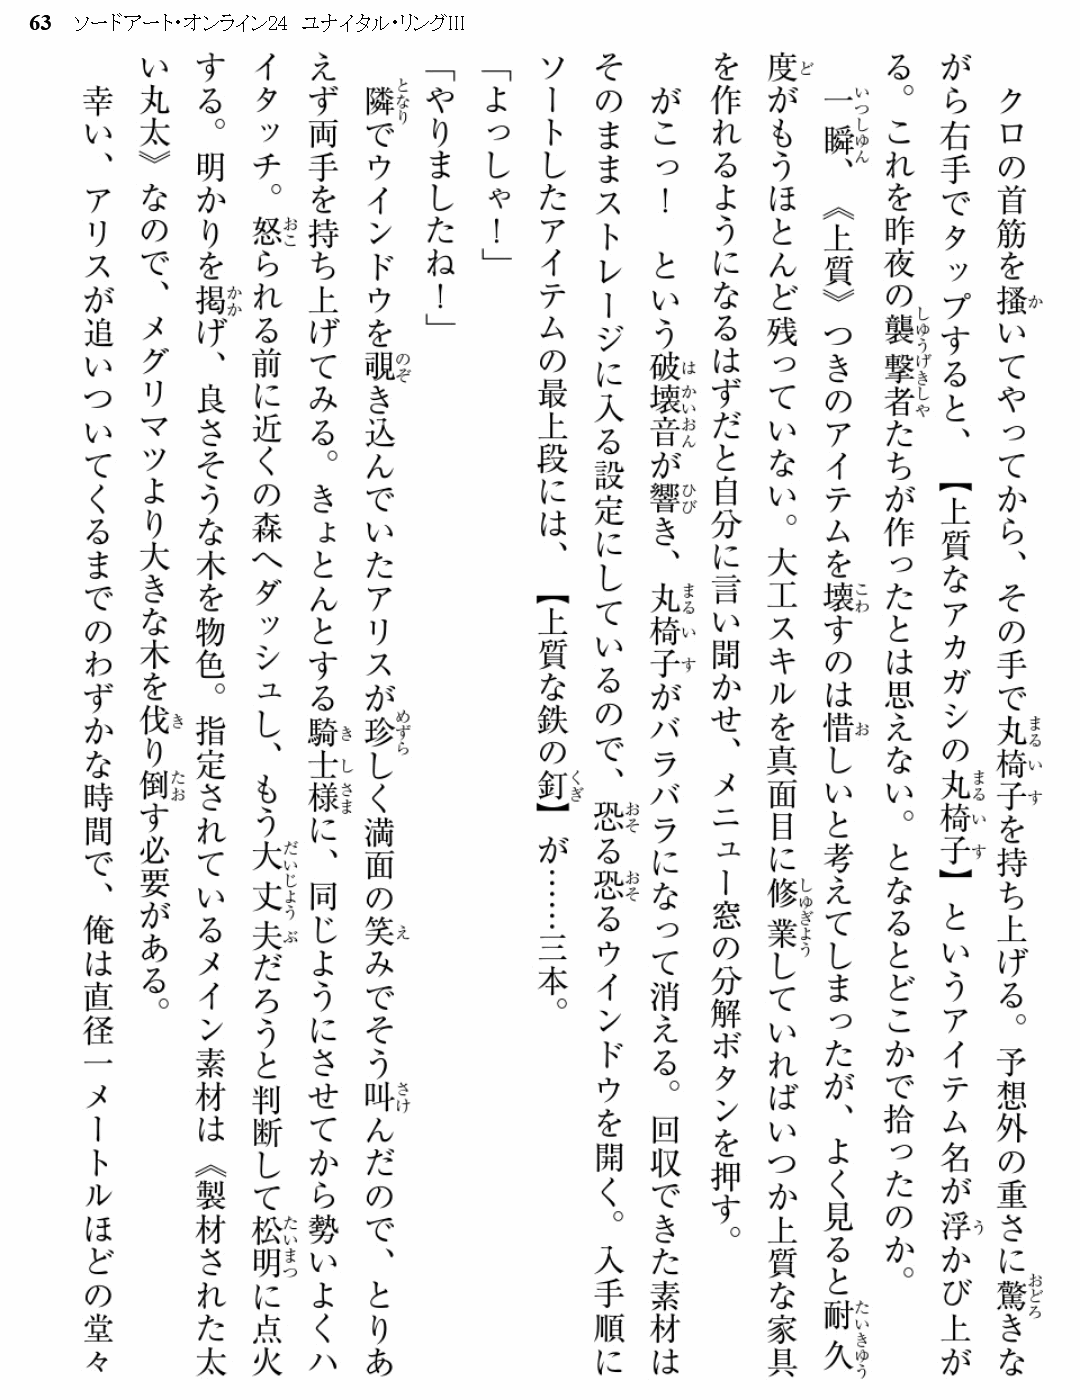 63 ソードアート・オンライン24 ユナイタル・リングIII
クロの首筋を掻いてやってから、その手で丸椅子を持ち上げる。予想外の重さに驚きな
がら右手でタップすると、【上質なアカガシの丸椅子】というアイテム名が浮かび上が
る。これを昨夜の襲撃者たちが作ったとは思えない。となるとどこかで拾ったのか。
一瞬、《上質》つきのアイテムを壊すのは惜しいと考えてしまったが、よく見ると耐久
度がもうほとんど残っていない。大工スキルを真面目に修業していればいつか上質な家具
を作れるようになるはずだと自分に言い聞かせ、メニュー窓の分解ボタンを押す。
がこっ！　という破壊音が響き、丸椅子がバラバラになって消える。回収できた素材は
そのままストレージに入る設定にしているので、恐る恐るウインドウを開く。入手順に
ソートしたアイテムの最上段には、【上質な鉄の釘】が……三本。
「よっしゃ！」
「やりましたね！」
隣でウインドウを覗き込んでいたアリスが珍しく満面の笑みでそう叫んだので、とりあ
えず両手を持ち上げてみる。きょとんとする騎士様に、同じようにさせてから勢いよくハ
イタッチ。怒られる前に近くの森へダッシュし、もう大丈夫だろうと判断して松明に点火
する。明かりを掲げ、良さそうな木を物色。指定されているメイン素材は《製材された太
い丸太》なので、メグリマツより大きな木を伐り倒す必要がある。
幸い、アリスが追いついてくるまでのわずかな時間で、俺は直径一メートルほどの堂々